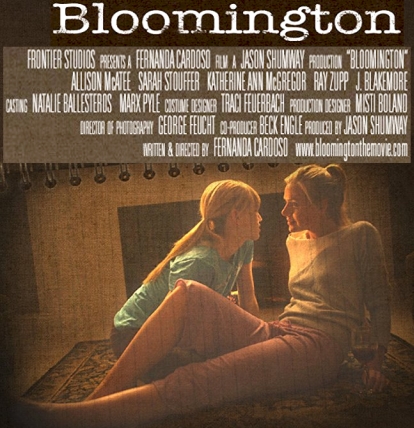 Bloomington
FRONTIER STUDIOS PRESENTS A FERNANDA CARDOSO FILM A JASON SHUMWAY PRODUCTION "BLOOMINGTON"
ALLISON McATEE SARAH STOUFFER KATHERINE ANN McGREGOR RAY ZUPP J. BLAKEMORE
CASTING NATALIE BALLESTEROS MARX PYLE COSTUME DESIGNER TRACI FEUERBACH PRODUCTION DESIGNER MISTI BOLAND
DIRECTOR OF PHOTOGRAPHY GEORGE FEUCHT CO-PRODUCER BECK ENGLE PRODUCED BY JASON SHUMWAY
WRITTEN & DIRECTED BY FERNANDA CARDOSO www.bloomingtonthemovie.com